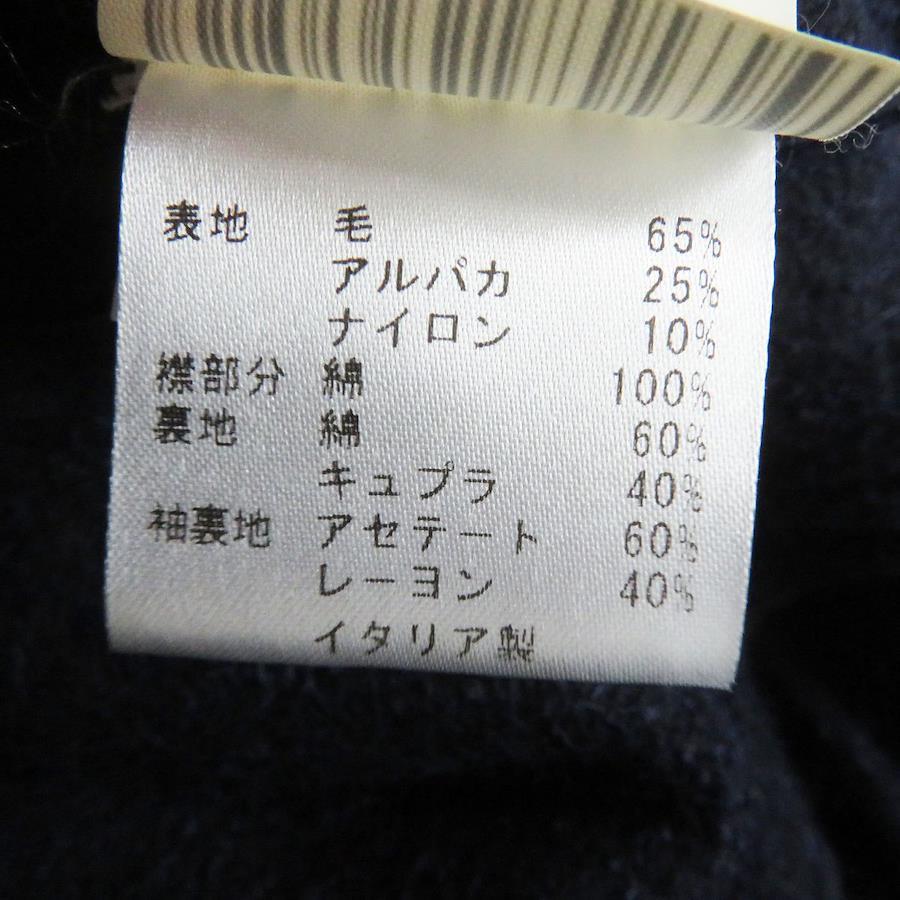 表地 毛 65%
アルパカ 25%
ナイロン 10%
襟部分 綿 100%
裏地 綿 60%
キュプラ 40%
袖裏地 アセテート 60%
レーヨン 40%
イタリア製